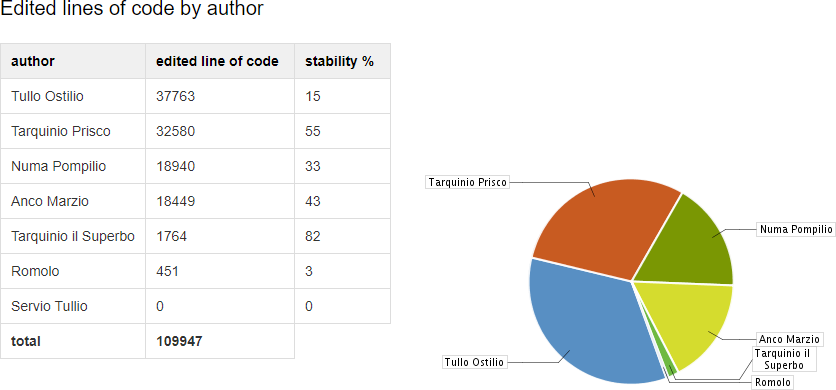 Edited lines of code by author
author edited line of code stability %
Tullo Ostilio 37763 15
Tarquinio Prisco 32580 55
Numa Pompilio 18940 33
Anco Marzio 18449 43
Tarquinio il Superbo 1764 82
Romolo 451 3
Servio Tullio 0 0
total 109947
Tarquinio Prisco
Numa Pompilio
Anco Marzio
Tarquinio il
Superbo
Tullo Ostilio
Romolo